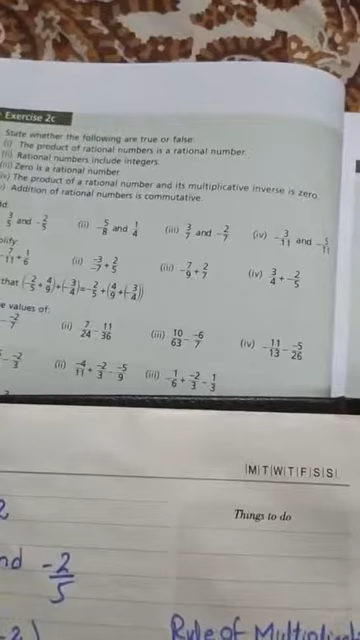 Exercise 2c
State whether the following are true or false.
(i) The product of rational numbers is a rational number.
(ii) Rational numbers include integers.
(iii) Zero is a rational number.
(iv) The product of a rational number and its multiplicative inverse is zero.
Addition of rational numbers is commutative.
3/5 and -2/5 (ii) 5/-8 and 1/4 (iii) 3/7 and -2/7 (iv) -3/11 and -5/11
(ii) -3/-7 + 2/5 (iii) -7/9 + 2/7 (iv) 3/4 + -2/5
that (-2/5 + 4/9) + (-3/4) = -2/5 + (4/9 + (-3/4))
e values of:
-2/7 (ii) 7/24 - 11/36 (iii) 10/63 - -6/7 (iv) -11/13 - -5/26
- -2/3 (ii) -4/11 + -2/3 - -5/9 (iii) -1/6 + -2/3 - 1/3
|M|T|W|T|F|S|S|
Things to do
nd -2/5
Rule of